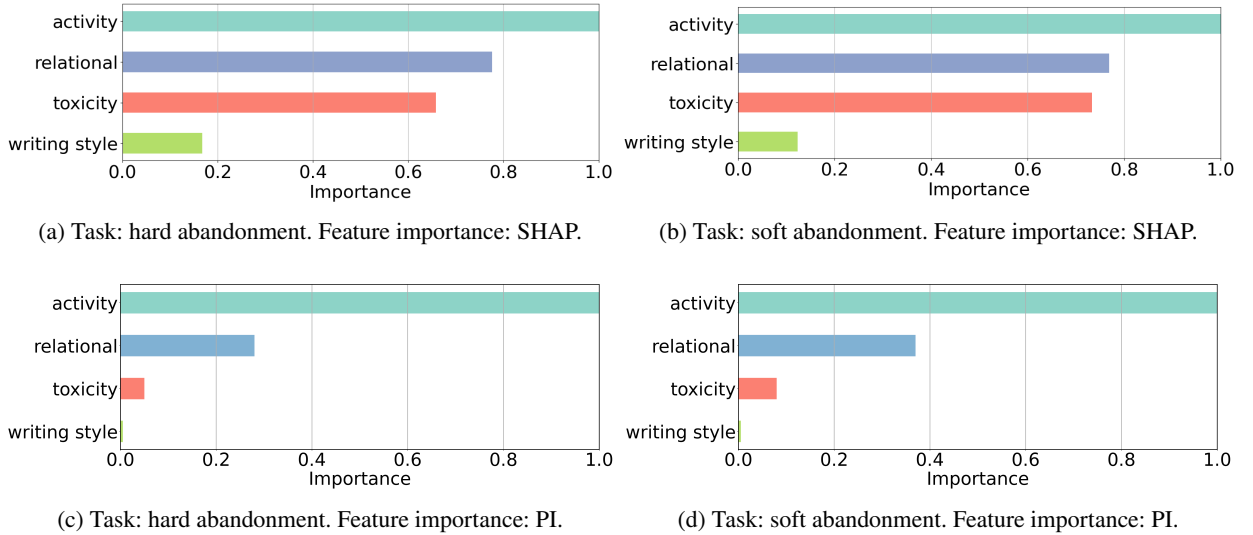 activity
relational
toxicity
writing style
0.0 0.2 0.4 0.6 0.8 1.0
Importance
(a) Task: hard abandonment. Feature importance: SHAP.
activity
relational
toxicity
writing style
0.0 0.2 0.4 0.6 0.8 1.0
Importance
(b) Task: soft abandonment. Feature importance: SHAP.
activity
relational
toxicity
writing style
0.0 0.2 0.4 0.6 0.8 1.0
Importance
(c) Task: hard abandonment. Feature importance: PI.
activity
relational
toxicity
writing style
0.0 0.2 0.4 0.6 0.8 1.0
Importance
(d) Task: soft abandonment. Feature importance: PI.